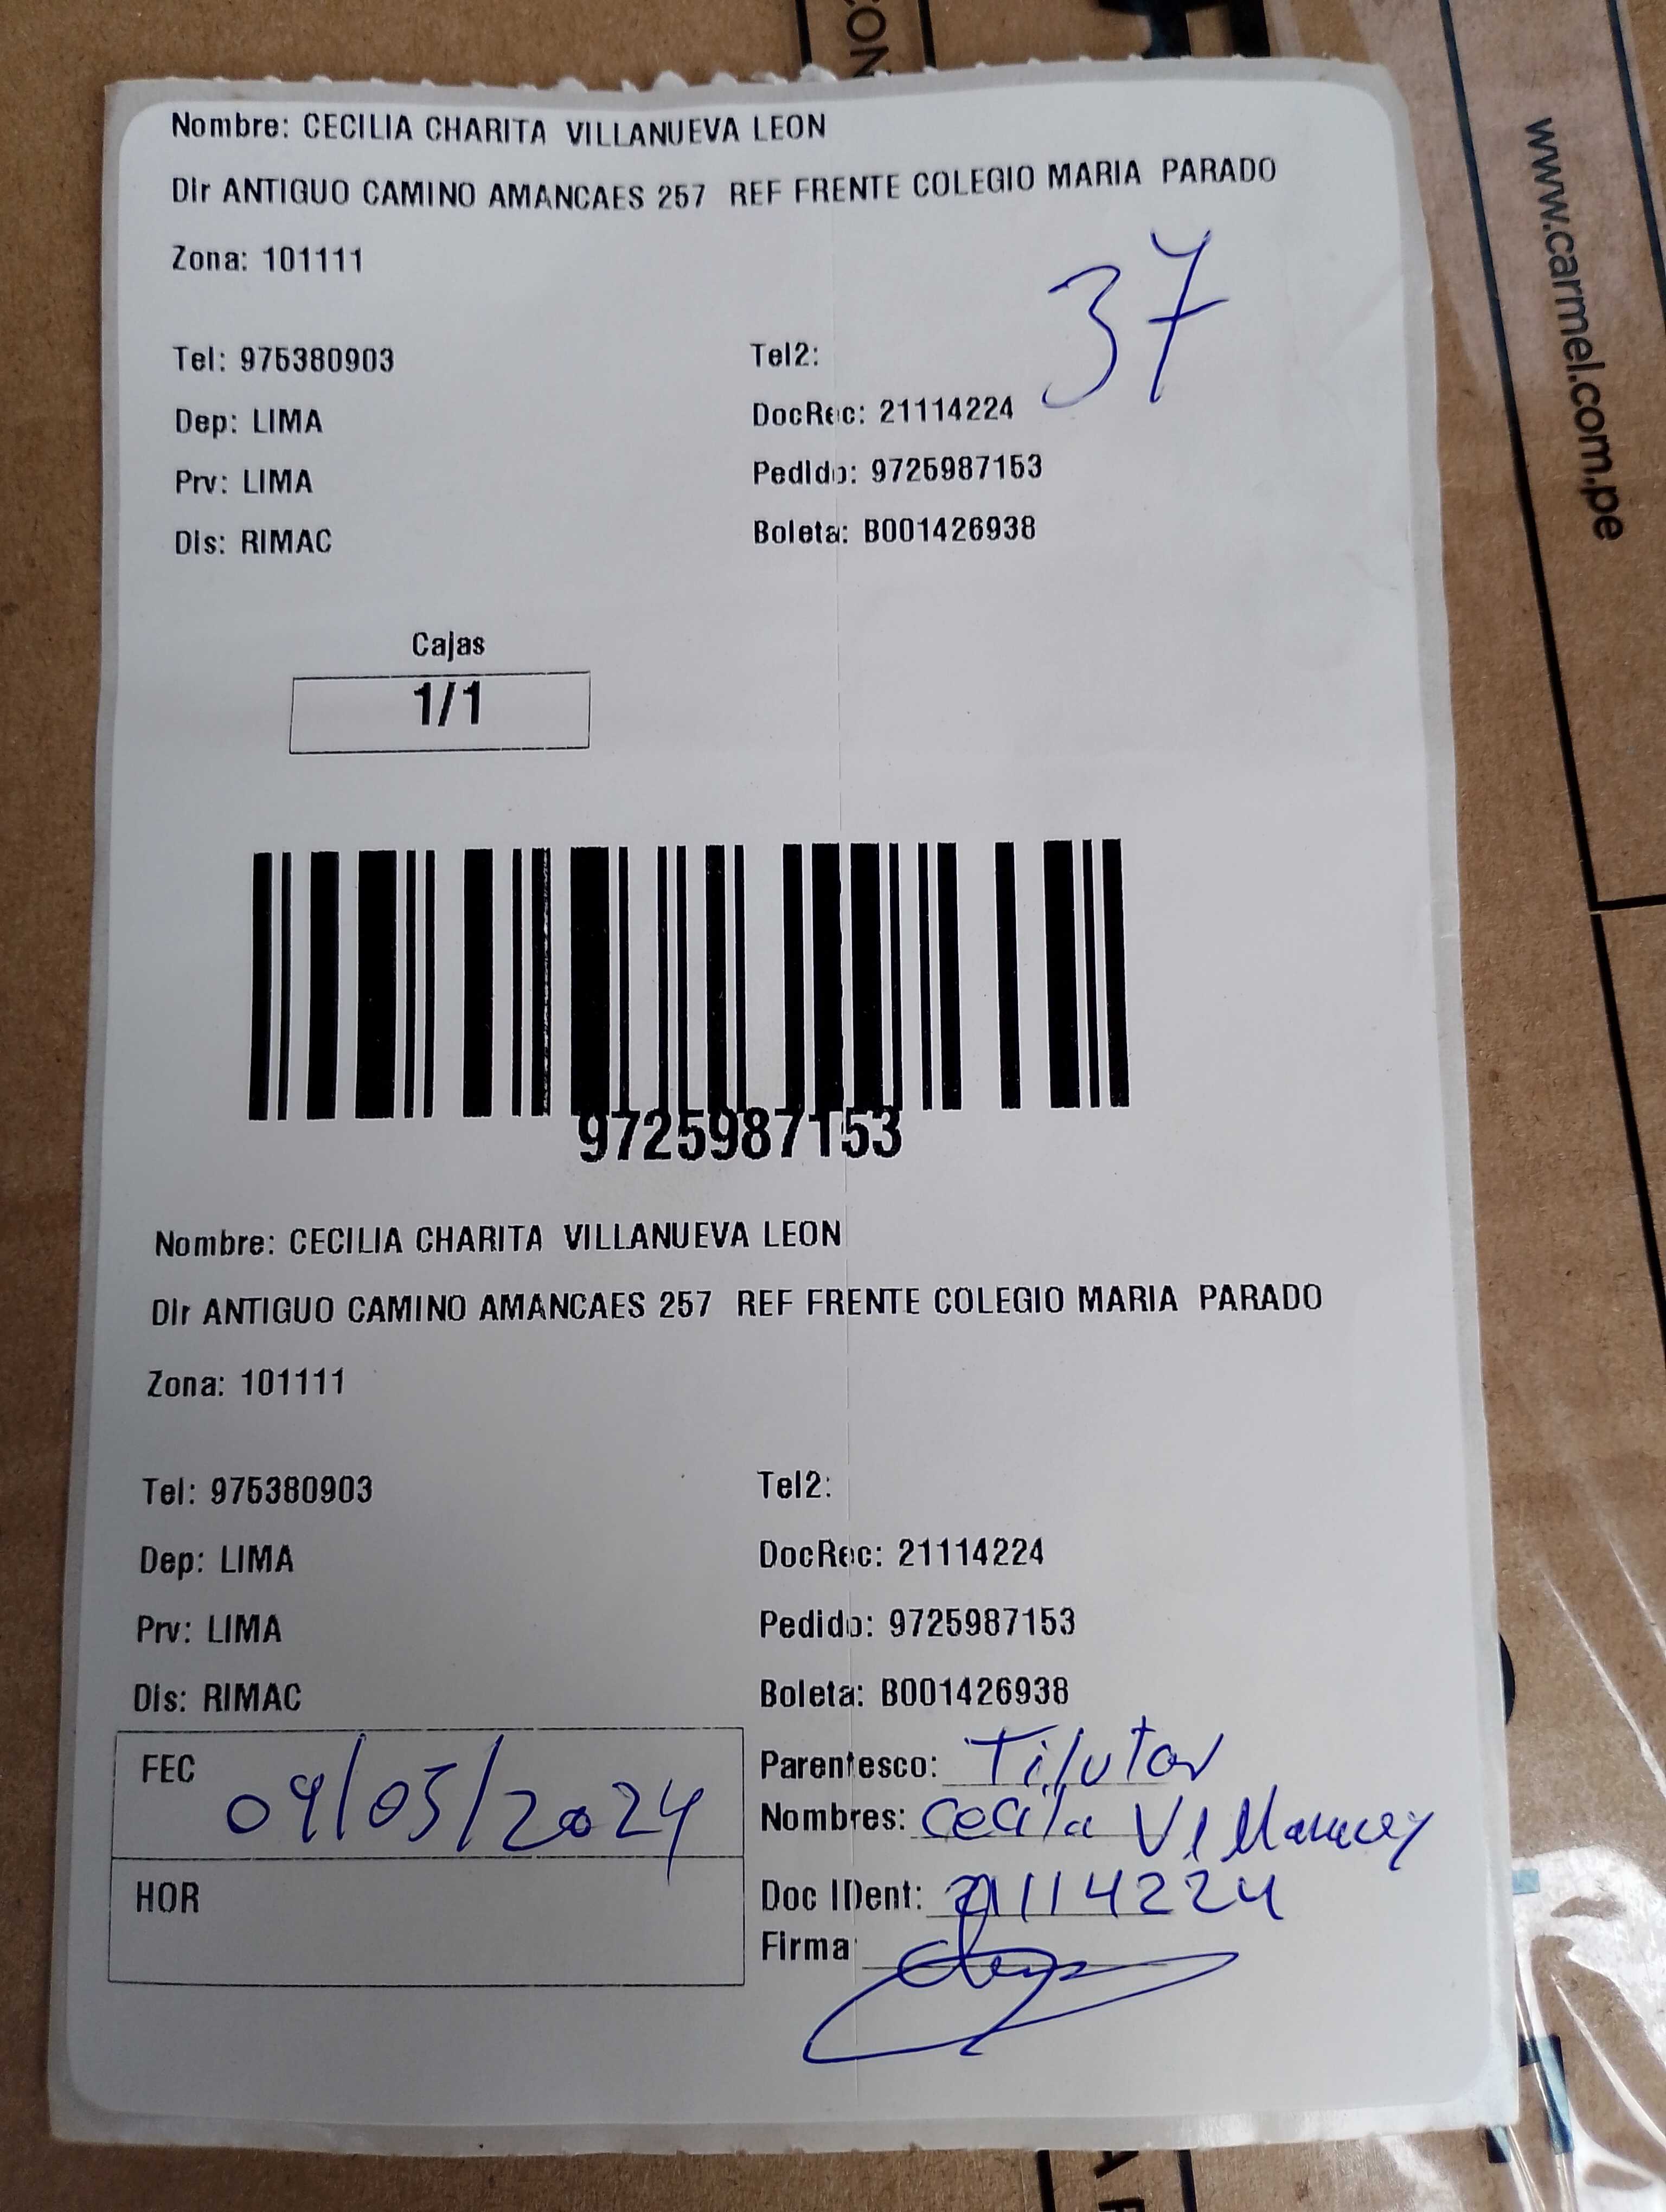 Nombre: CECILIA CHARITA VILLANUEVA LEON
Dir ANTIGUO CAMINO AMANCAES 257 REF FRENTE COLEGIO MARIA PARADO
Zona: 101111
37
Tel: 975380903 Tel2:
Dep: LIMA DocRec: 21114224
Prv: LIMA Pedido: 9725987153
Dis: RIMAC Boleta: B001426938
Cajas
1/1
9725987153
Nombre: CECILIA CHARITA VILLANUEVA LEON
Dir ANTIGUO CAMINO AMANCAES 257 REF FRENTE COLEGIO MARIA PARADO
Zona: 101111
Tel: 975380903 Tel2:
Dep: LIMA DocRec: 21114224
Prv: LIMA Pedido: 9725987153
Dis: RIMAC Boleta: B001426938
FEC 09/05/2024
HOR
Parentesco:
Nombres: Cecila
Doc IDent: 21114224
Firma
www.carmel.com.pe
CON